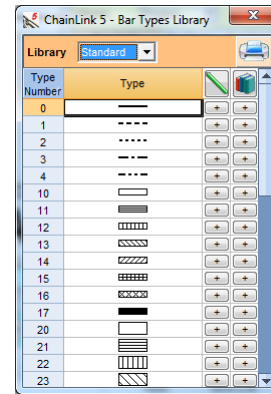 ChainLink 5 - Bar Types Library
Library Standard
Type Number Type
0 + +
1 + +
2 + +
3 + +
4 + +
10 + +
11 + +
12 + +
13 + +
14 + +
15 + +
16 + +
17 + +
20 + +
21 + +
22 + +
23 + +